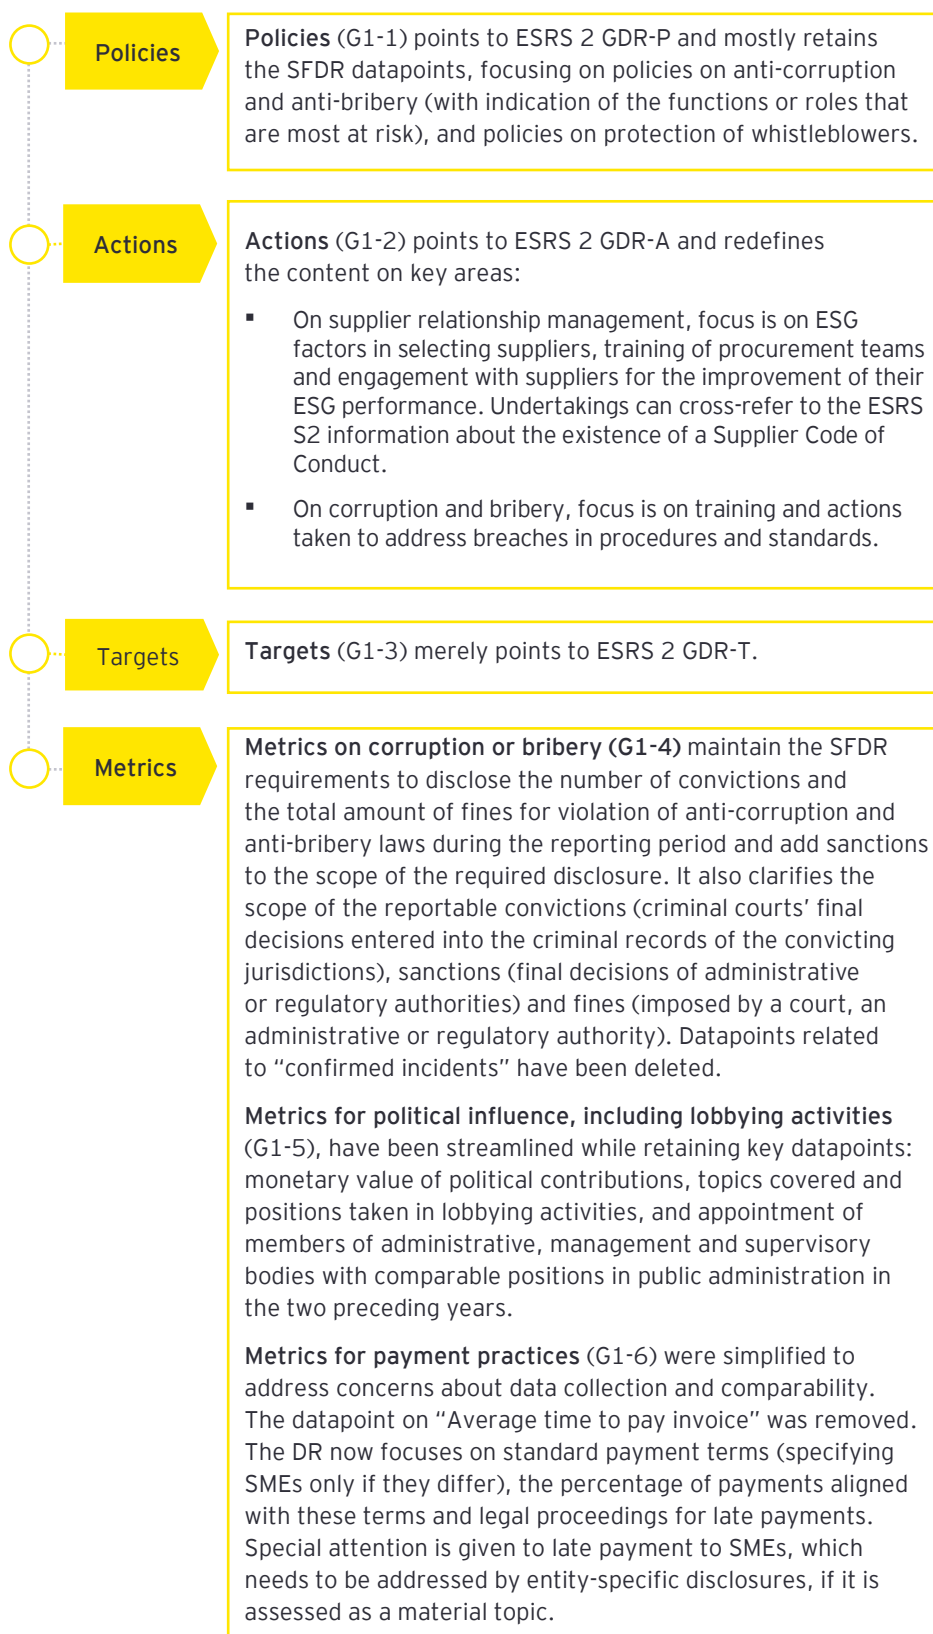 Policies
Policies (G1-1) points to ESRS 2 GDR-P and mostly retains
the SFDR datapoints, focusing on policies on anti-corruption
and anti-bribery (with indication of the functions or roles that
are most at risk), and policies on protection of whistleblowers.
Actions
Actions (G1-2) points to ESRS 2 GDR-A and redefines
the content on key areas:
▪ On supplier relationship management, focus is on ESG
factors in selecting suppliers, training of procurement teams
and engagement with suppliers for the improvement of their
ESG performance. Undertakings can cross-refer to the ESRS
S2 information about the existence of a Supplier Code of
Conduct.
▪ On corruption and bribery, focus is on training and actions
taken to address breaches in procedures and standards.
Targets
Targets (G1-3) merely points to ESRS 2 GDR-T.
Metrics
Metrics on corruption or bribery (G1-4) maintain the SFDR
requirements to disclose the number of convictions and
the total amount of fines for violation of anti-corruption and
anti-bribery laws during the reporting period and add sanctions
to the scope of the required disclosure. It also clarifies the
scope of the reportable convictions (criminal courts' final
decisions entered into the criminal records of the convicting
jurisdictions), sanctions (final decisions of administrative
or regulatory authorities) and fines (imposed by a court, an
administrative or regulatory authority). Datapoints related
to "confirmed incidents" have been deleted.
Metrics for political influence, including lobbying activities
(G1-5), have been streamlined while retaining key datapoints:
monetary value of political contributions, topics covered and
positions taken in lobbying activities, and appointment of
members of administrative, management and supervisory
bodies with comparable positions in public administration in
the two preceding years.
Metrics for payment practices (G1-6) were simplified to
address concerns about data collection and comparability.
The datapoint on "Average time to pay invoice" was removed.
The DR now focuses on standard payment terms (specifying
SMEs only if they differ), the percentage of payments aligned
with these terms and legal proceedings for late payments.
Special attention is given to late payment to SMEs, which
needs to be addressed by entity-specific disclosures, if it is
assessed as a material topic.